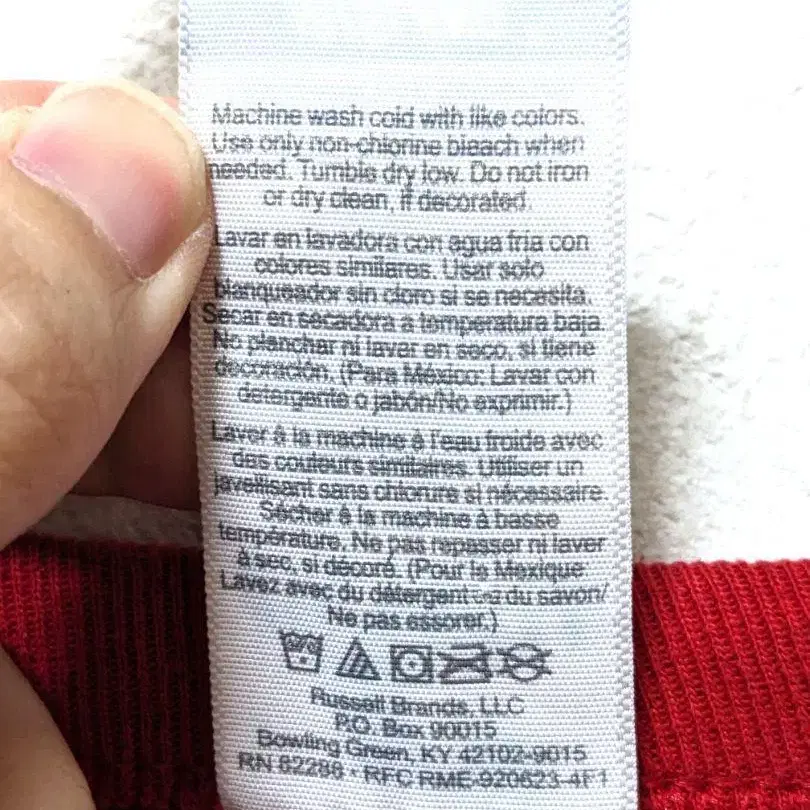 Machine wash cold with like colors.
Use only non-chlorine bleach when
needed. Tumble dry low. Do not iron
or dry clean, if decorated.
Lavar en lavadora con agua fria con
colores similares. Usar solo
blanqueador sin cloro si se necesita.
Secar en secadora a temperatura baja.
No planchar ni lavar en seco, si tiene
decoración. (Para México: Lavar con
detergente o jabón/No exprimir.)
Laver à la machine à l'eau froide avec
des couleurs similaires. Utiliser un
javellisant sans chlorure si nécessaire.
Sécher à la machine à basse
température. Ne pas repasser ni laver
à sec, si décoré. (Pour le Mexique
Lavez avec du détergent ou du savon/
Ne pas essorer.)
Russell Brands, LLC
P.O. Box 90015
Bowling Green, KY 42102-9015
RN 62288 • RFC RME-920623-4F1